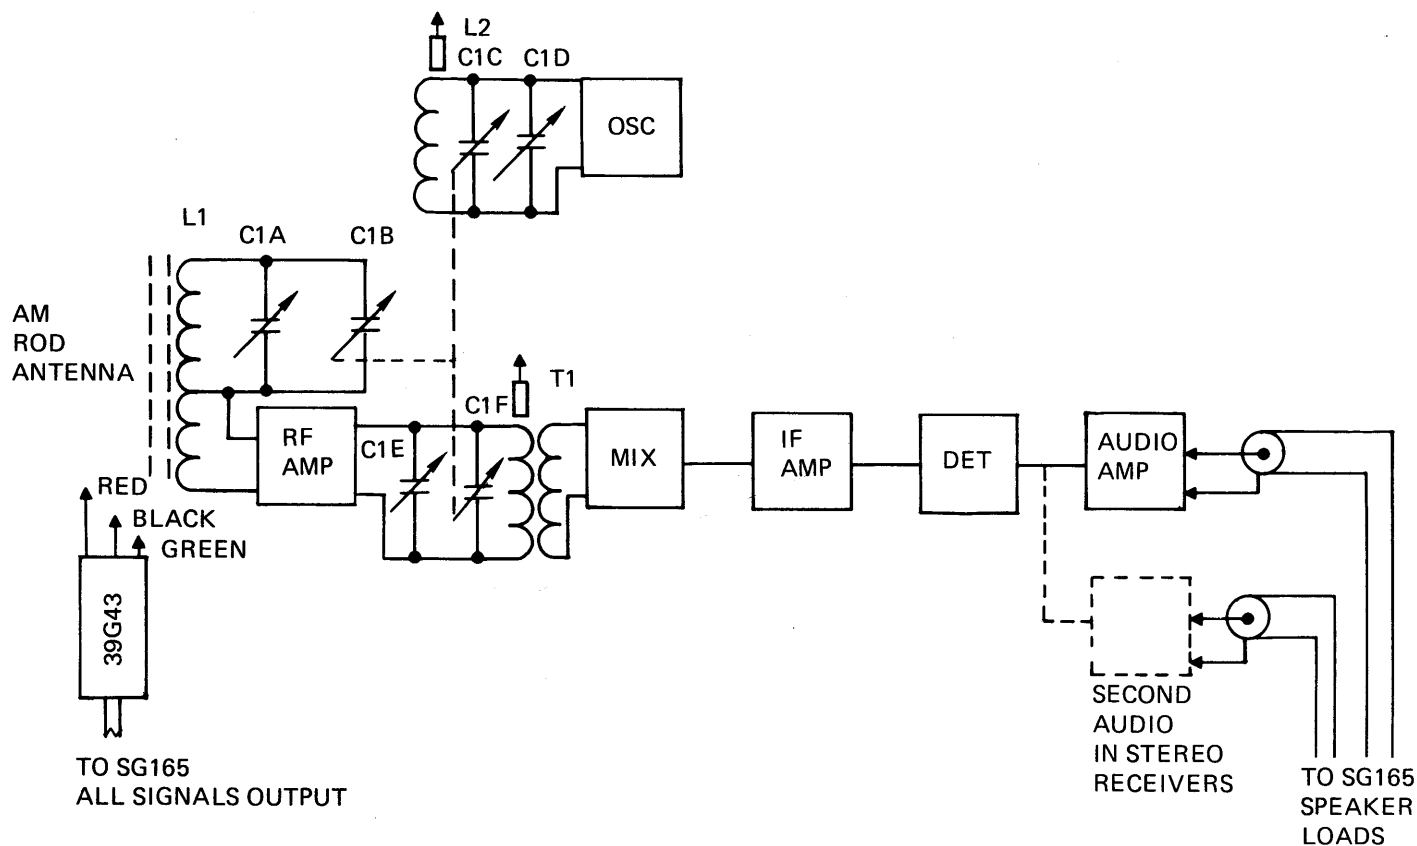 L2
C1C
C1D
OSC
L1
C1A
C1B
AM
ROD
ANTENNA
T1
C1F
RF
AMP
C1E
MIX
IF
AMP
DET
AUDIO
AMP
RED
BLACK
GREEN
39G43
TO SG165
ALL SIGNALS OUTPUT
SECOND
AUDIO
IN STEREO
RECEIVERS
TO SG165
SPEAKER
LOADS